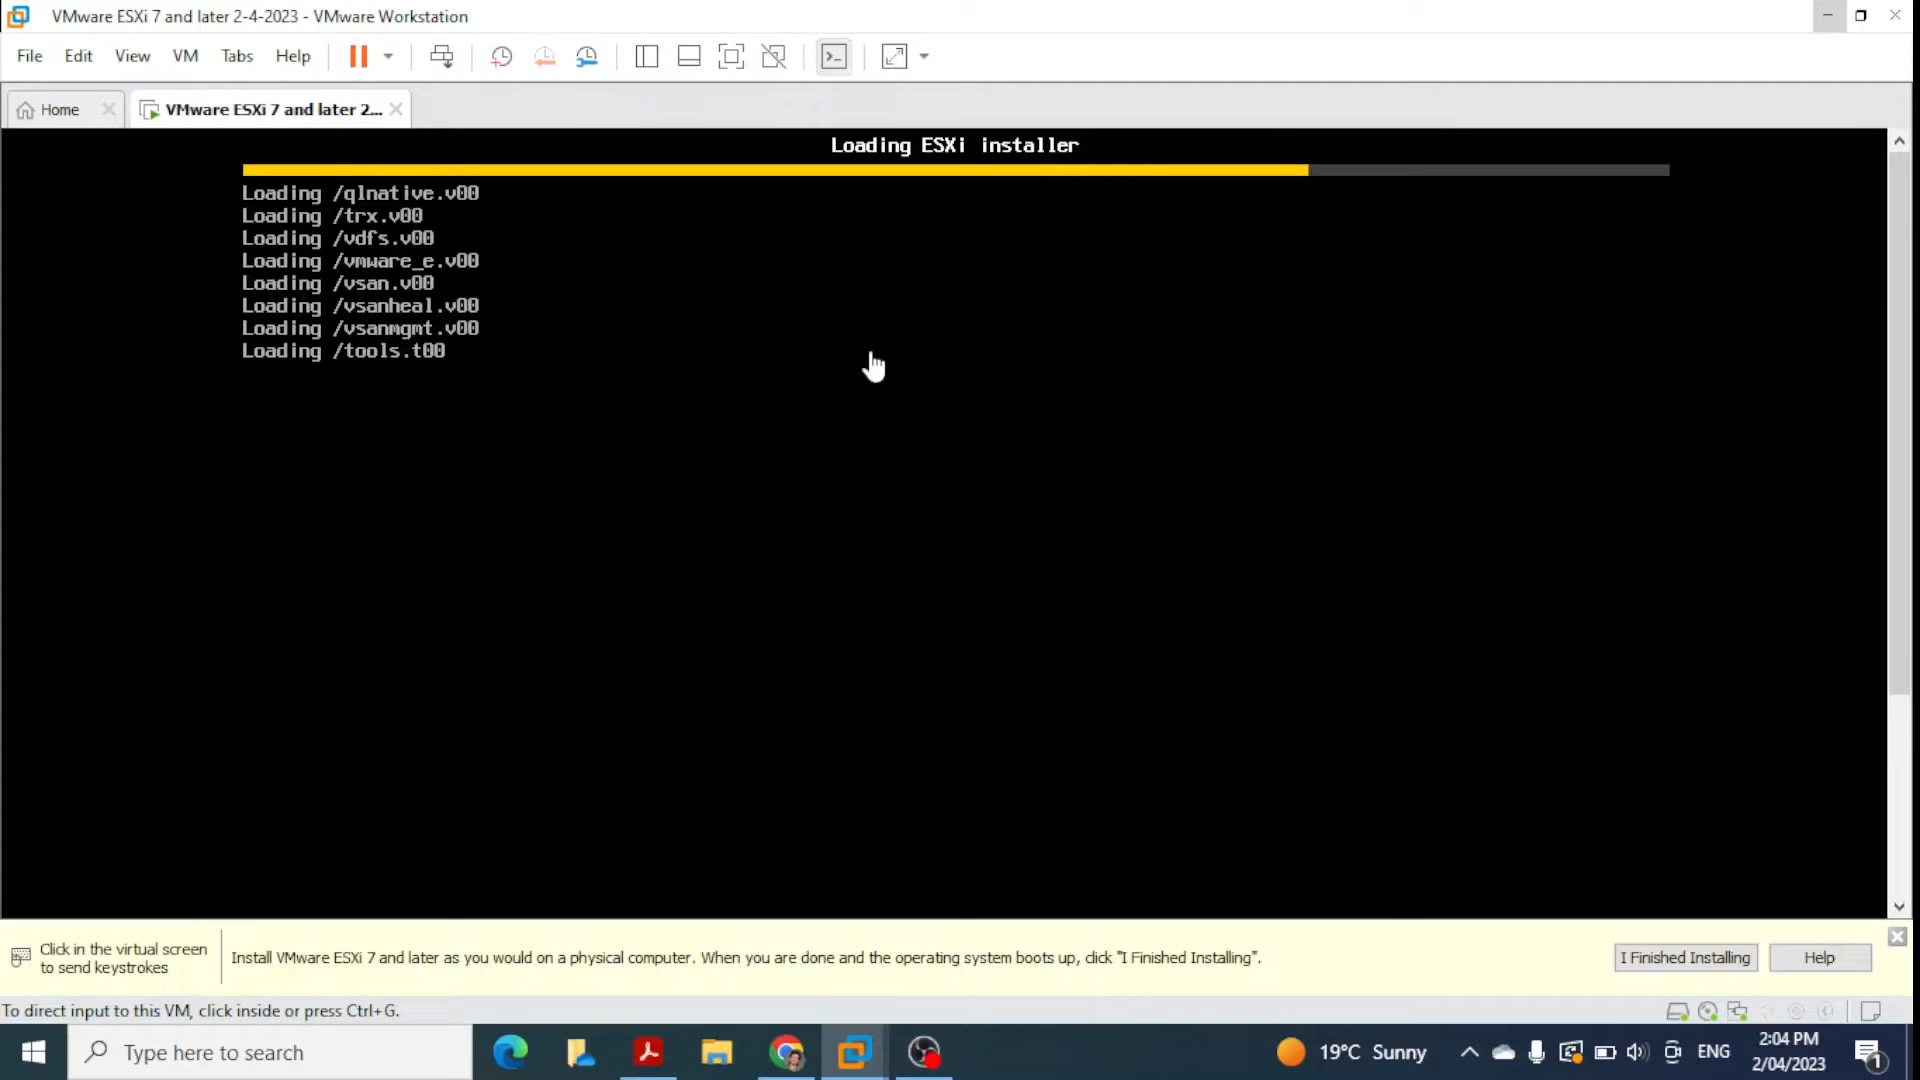 VMware ESXi 7 and later 2-4-2023 - VMware Workstation
File Edit View VM Tabs Help
Home VMware ESXi 7 and later 2...
Loading ESXi installer
Loading /qlnative.v00
Loading /trx.v00
Loading /vdfs.v00
Loading /vmware_e.v00
Loading /vsan.v00
Loading /vsanheal.v00
Loading /vsanmgmt.v00
Loading /tools.t00
Click in the virtual screen
to send keystrokes
Install VMware ESXi 7 and later as you would on a physical computer. When you are done and the operating system boots up, click "I Finished Installing".
I Finished Installing Help
To direct input to this VM, click inside or press Ctrl+G.
Type here to search
19°C Sunny
ENG
2:04 PM
2/04/2023
1